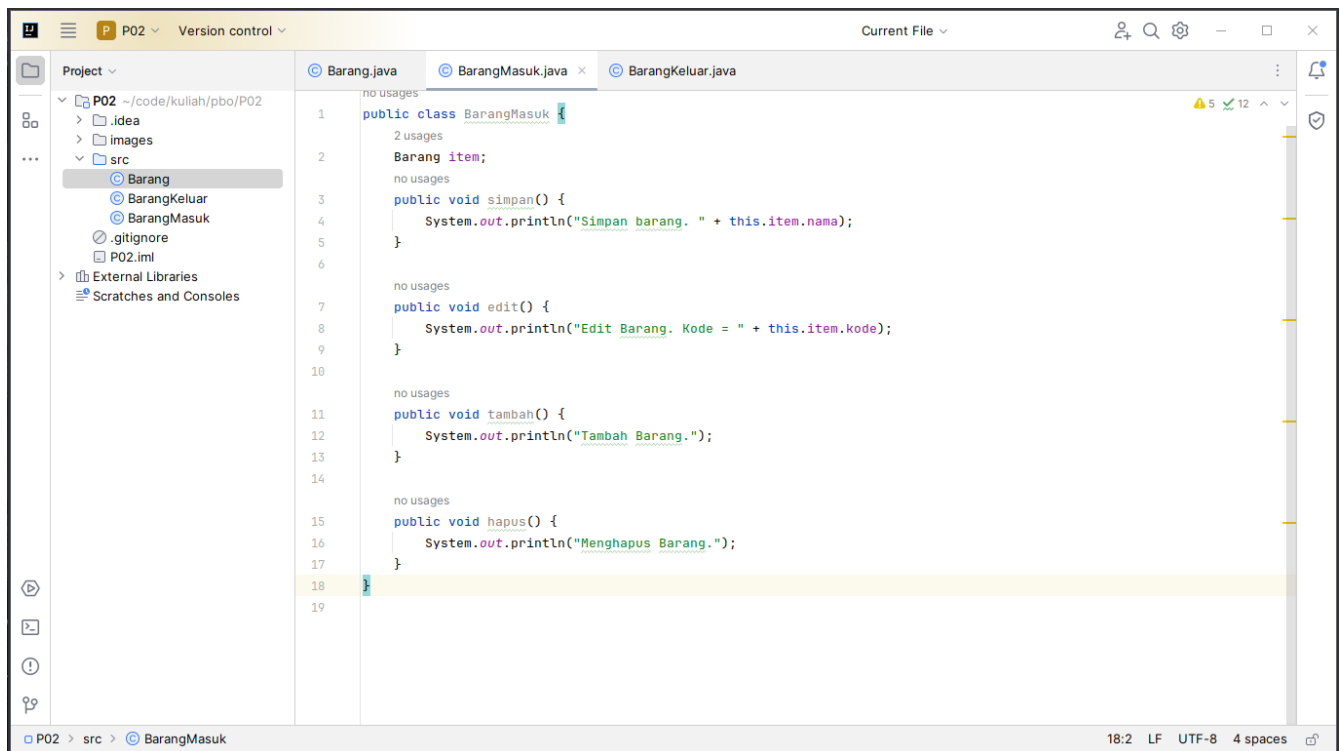 P P02 Version control Current File
Project
Barang.java BarangMasuk.java BarangKeluar.java
P02 ~/code/kuliah/pbo/P02
.idea
images
src
Barang
BarangKeluar
BarangMasuk
.gitignore
P02.iml
External Libraries
Scratches and Consoles
5 12
no usages
1 public class BarangMasuk {
2 usages
2 Barang item;
no usages
3 public void simpan() {
4 System.out.println("Simpan barang. " + this.item.nama);
5 }
6
no usages
7 public void edit() {
8 System.out.println("Edit Barang. Kode = " + this.item.kode);
9 }
10
no usages
11 public void tambah() {
12 System.out.println("Tambah Barang.");
13 }
14
no usages
15 public void hapus() {
16 System.out.println("Menghapus Barang.");
17 }
18 }
19
P02 > src > BarangMasuk 18:2 LF UTF-8 4 spaces